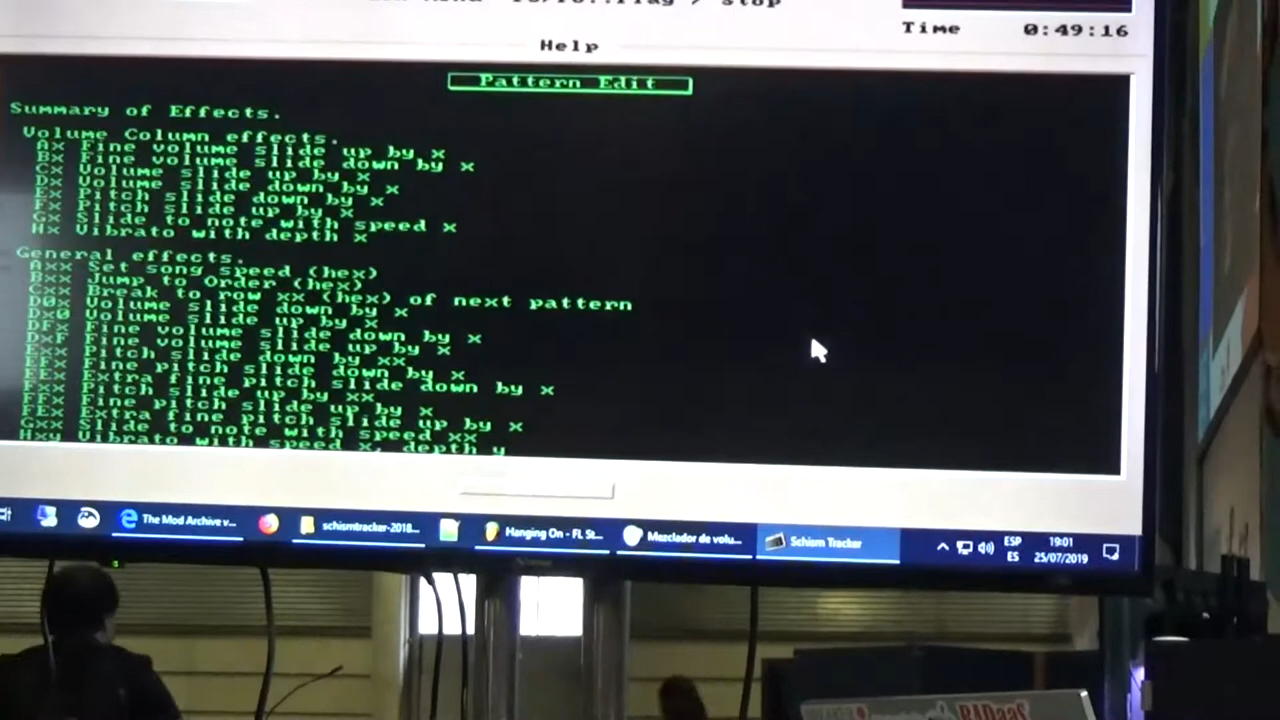 Time 0:49:16
Help
Pattern Edit
Summary of Effects.
Volume Column effects.
Ax Fine volume slide up by x
Bx Fine volume slide down by x
Cx Volume slide up by x
Dx Volume slide down by x
Ex Pitch slide down by x
Fx Pitch slide up by x
Gx Slide to note with speed x
Hx Vibrato with depth x
General effects.
Axx Set song speed (hex)
Bxx Jump to Order (hex)
Cxx Break to row xx (hex) of next pattern
D0x Volume slide down by x
Dx0 Volume slide up by x
DFx Fine volume slide down by x
DxF Fine volume slide up by x
Exx Pitch slide down by xx
EFx Fine pitch slide down by x
EEx Extra fine pitch slide down by x
Fxx Pitch slide up by xx
FFx Fine pitch slide up by x
FEx Extra fine pitch slide up by x
Gxx Slide to note with speed xx
Hxy Vibrato with speed x, depth y
The Mod Archive v...
schismtracker-2018...
Hanging On - FL St...
Mezclador de volu...
Schism Tracker
ESP
ES
19:01
25/07/2019
BADaaS